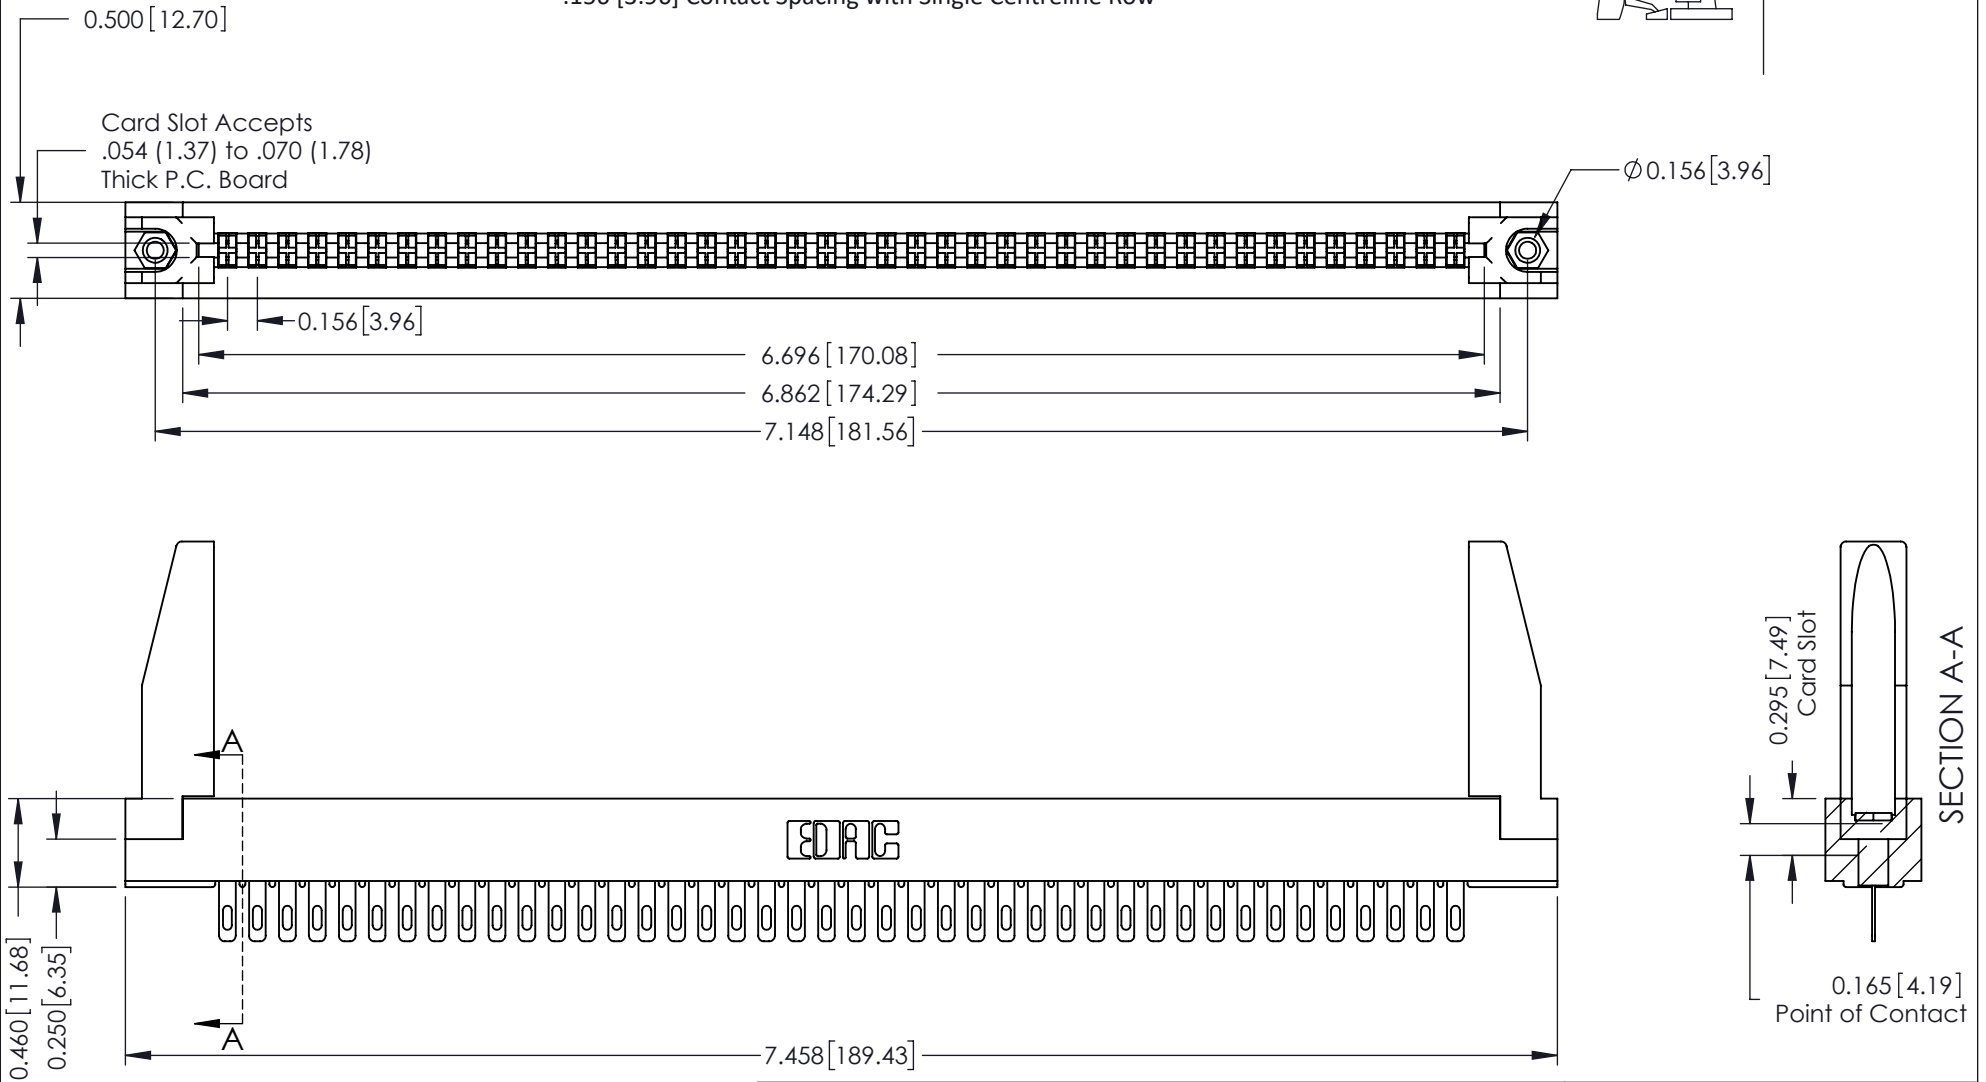 .156 [3.96] Contact Spacing with Single Centreline Row
0.500 [12.70]
Card Slot Accepts
.054 (1.37) to .070 (1.78)
Thick P.C. Board
Ø0.156[3.96]
0.156[3.96]
6.696[170.08]
6.862[174.29]
7.148[181.56]
0.295[7.49]
Card Slot
SECTION A-A
A
EDAC
0.460[11.68]
0.250[6.35]
A
0.165[4.19]
Point of Contact
7.458[189.43]